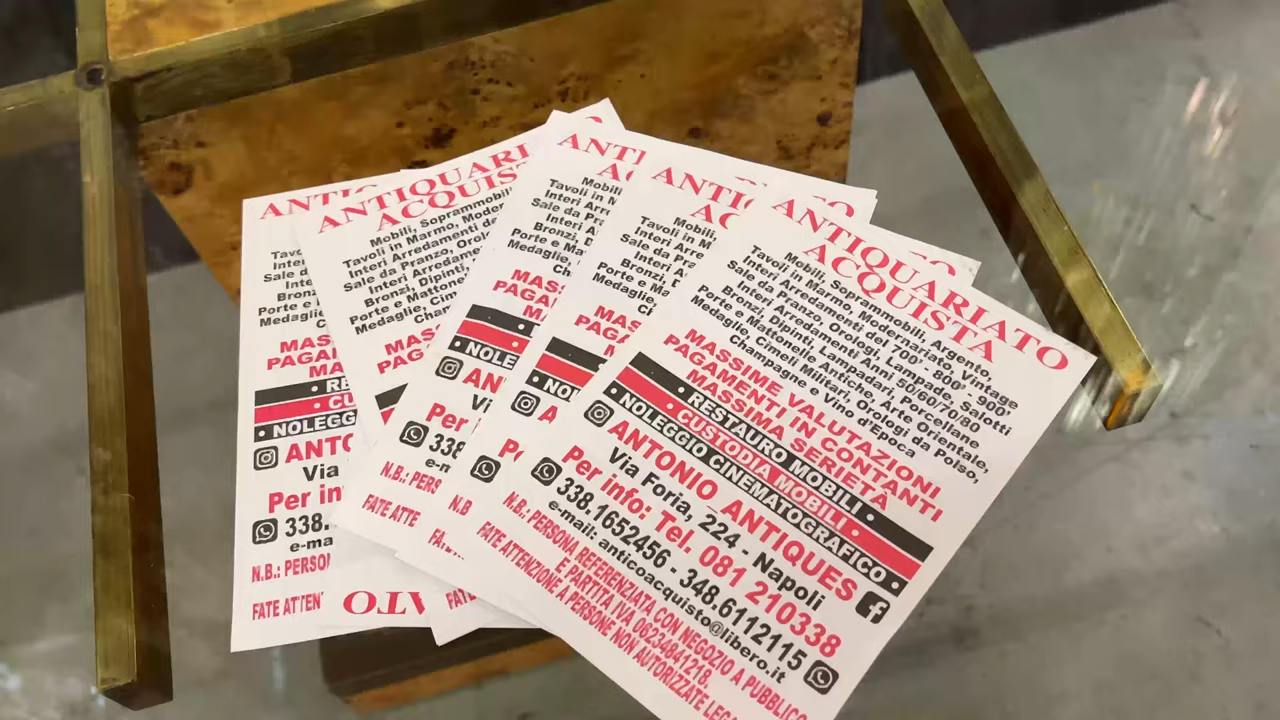 ANTIQUARIATO
ACQUISTA
Mobili, Soprammobili, Argento,
Tavoli in Marmo, Modernariato, Vintage
Interi Arredamenti del 700' - 800' - 900'
Sale da Pranzo, Orologi, Lampade, Salotti
Interi Arredamenti Anni 50/60/70/80
Bronzi, Dipinti, Lampadari, Porcellane
Porte e Mattonelle Antiche, Arte Orientale,
Medaglie, Cimeli Militari, Orologi da Polso,
Champagne e Vino d'Epoca
MASSIME VALUTAZIONI
PAGAMENTI IN CONTANTI
MASSIMA SERIETÀ
• RESTAURO MOBILI •
• CUSTODIA MOBILI •
• NOLEGGIO CINEMATOGRAFICO •
ANTONIO_ANTIQUES
Via Foria, 224 - Napoli
Per info: Tel. 081 210338
338.1652456 - 348.6112115
e-mail: anticoacquisto@libero.it
N.B.: PERSONA REFERENZIATA CON NEGOZIO A PUBBLICO
E PARTITA IVA 06234841218.
FATE ATTENZIONE A PERSONE NON AUTORIZZATE